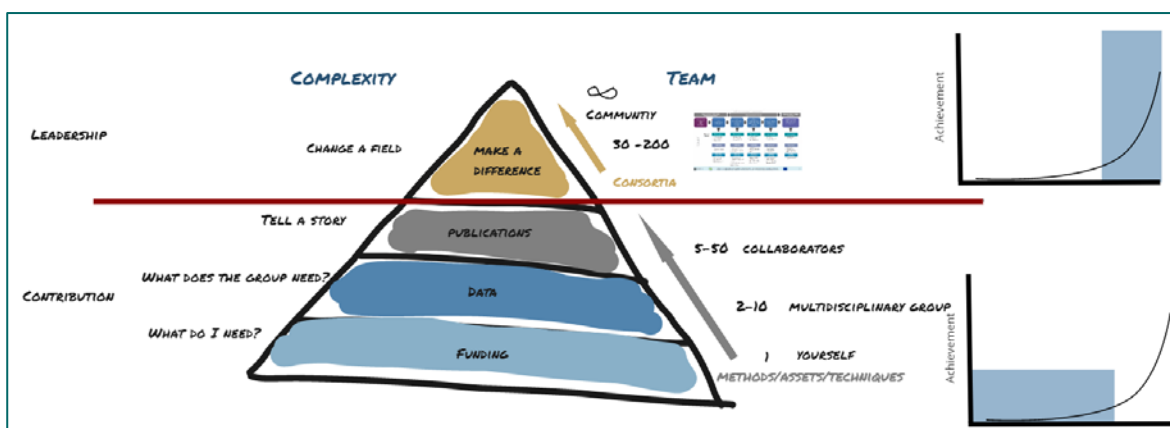 COMPLEXITY
TEAM
LEADERSHIP
CHANGE A FIELD
MAKE A
DIFFERENCE
∞
COMMUNTIY
30 -200
CONSORTIA
Achievement
TELL A STORY
PUBLICATIONS
5-50 COLLABORATORS
WHAT DOES THE GROUP NEED?
CONTRIBUTION
DATA
2-10 MULTIDISCIPLINARY GROUP
WHAT DO I NEED?
FUNDING
1 YOURSELF
METHODS/ASSETS/TECHNIQUES
Achievement